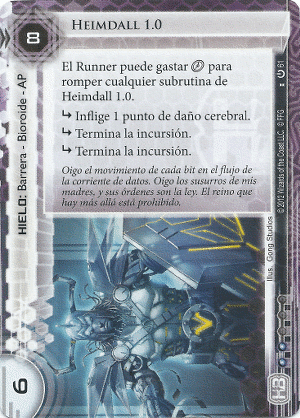 8
HEIMDALL 1.0
El Runner puede gastar para
romper cualquier subrutina de
Heimdall 1.0.
↳ Inflige 1 punto de daño cerebral.
↳ Termina la incursión.
↳ Termina la incursión.
Oigo el movimiento de cada bit en el flujo de
la corriente de datos. Oigo los susurros de mis
madres, y sus órdenes son la ley. El reino que
hay más allá está prohibido.
HIELO: Barrera - Bioroide - AP
6
Illus. Gong Studios
© 2012 Wizards of the Coast LLC. © FFG
61
HB